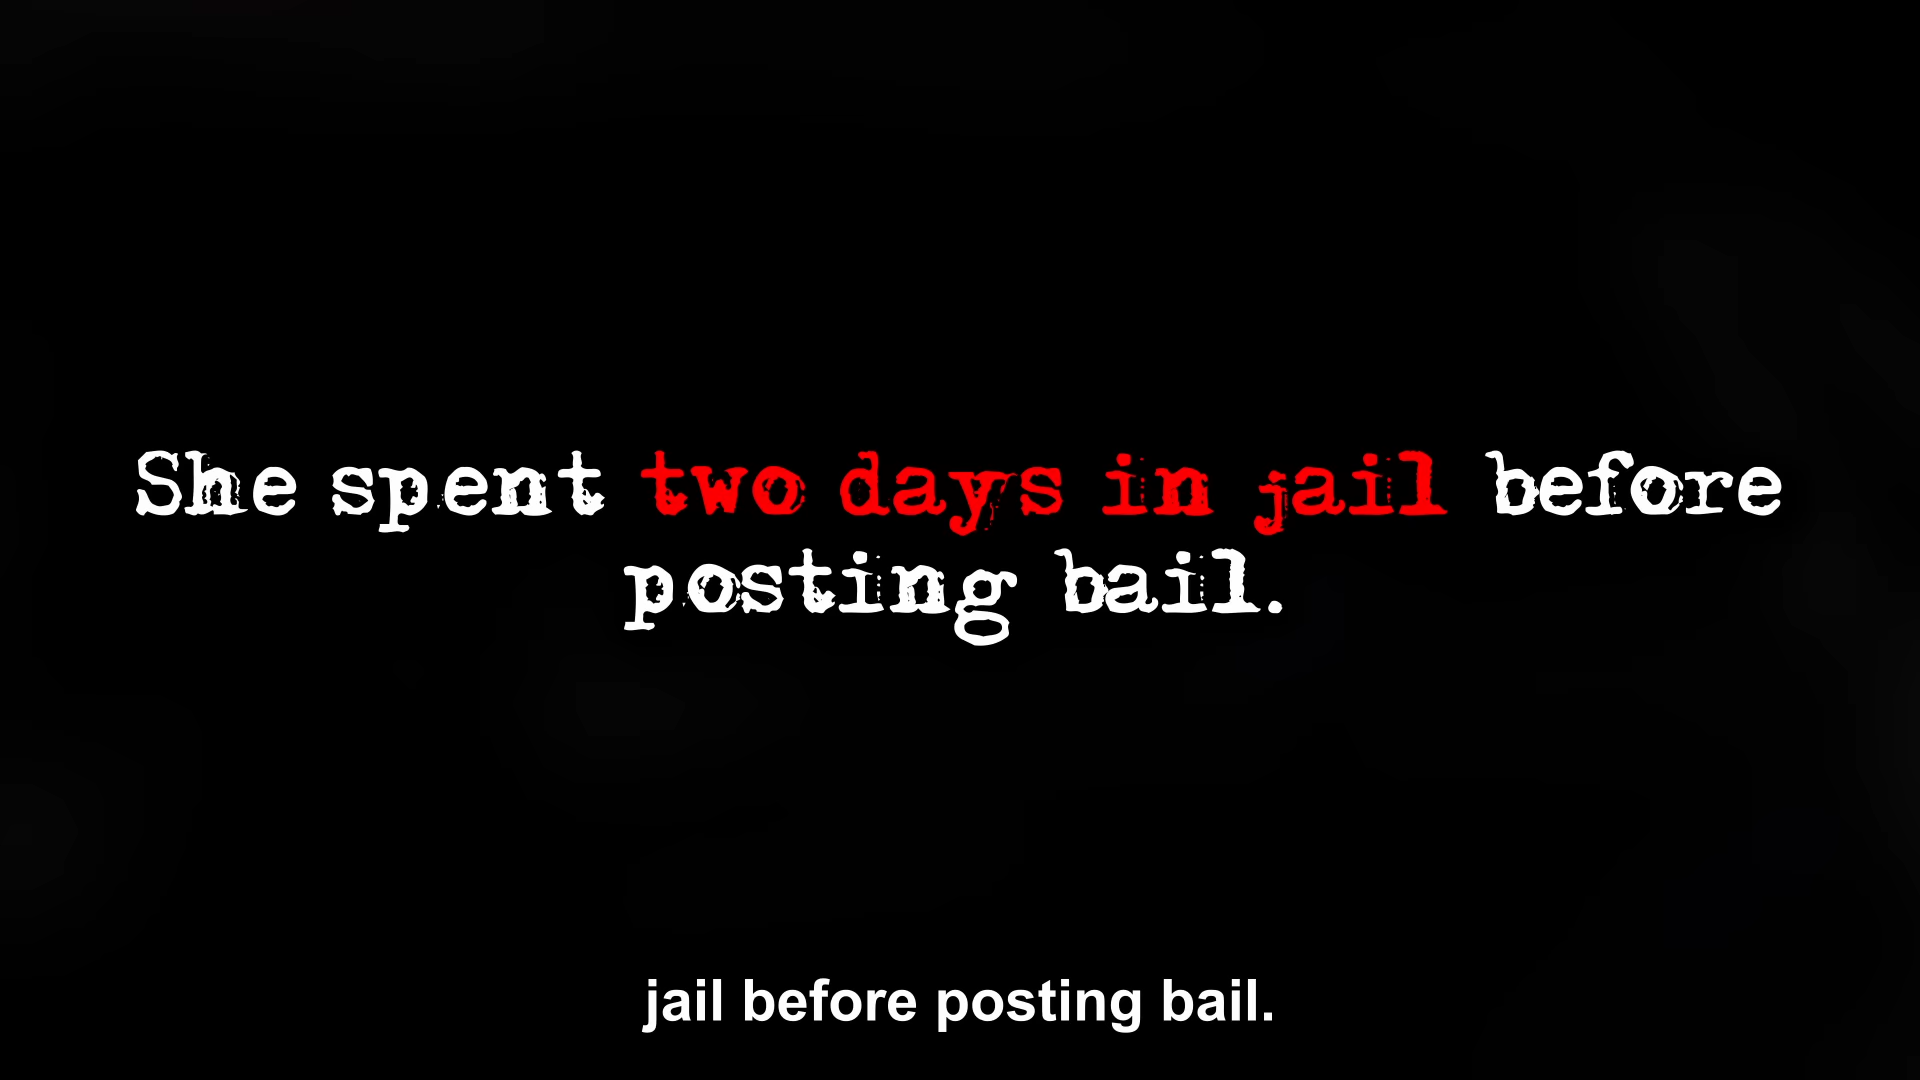 She spent two days in jail before
posting bail.
jail before posting bail.